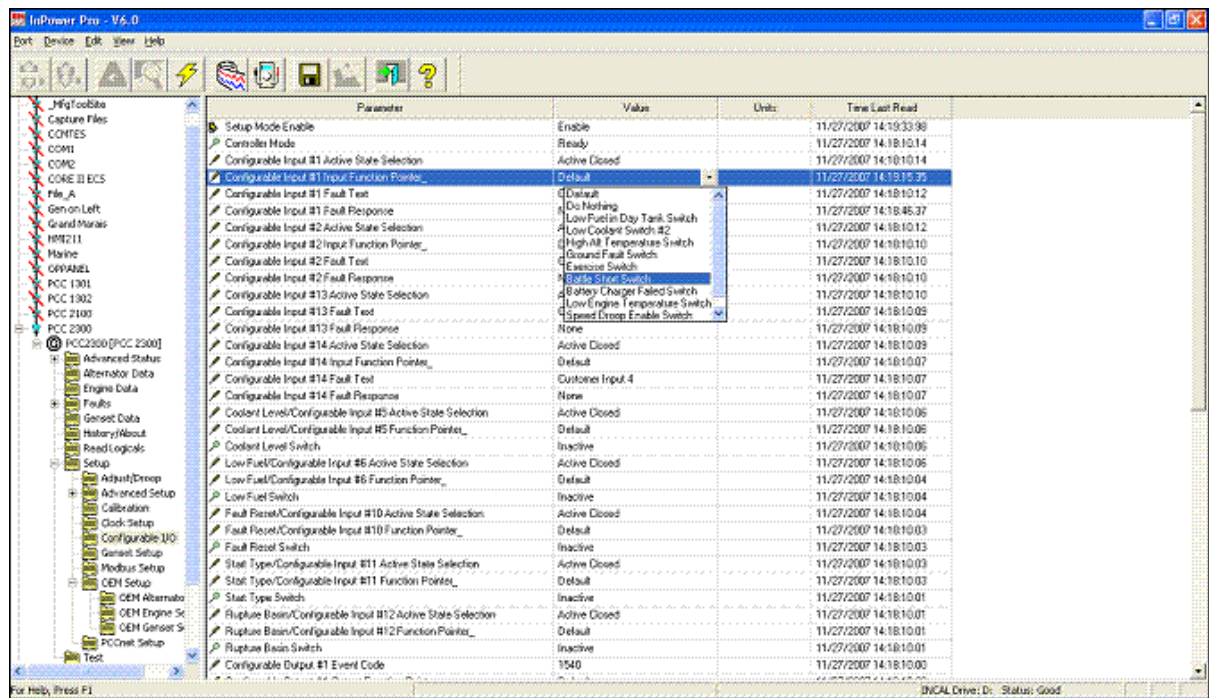 InPower Pro - V6.0
Port Device Edit View Help
Parameter Value Units Time Last Read
_MfgToolSite
Capture Files
CCMTES
COM1
COM2
CORE II ECS
File_A
Gen on Left
Grand Marais
HMI211
Marine
OPPANEL
PCC 1301
PCC 1302
PCC 2100
PCC 2300
PCC2300 [PCC 2300]
Advanced Status
Alternator Data
Engine Data
Faults
Genset Data
History/About
Read Logicals
Setup
Adjust/Droop
Advanced Setup
Calibration
Clock Setup
Configurable I/O
Genset Setup
Modbus Setup
OEM Setup
OEM Alternato
OEM Engine Se
OEM Genset S
PCCnet Setup
Test
Setup Mode Enable Enable 11/27/2007 14:19:33.98
Controller Mode Ready 11/27/2007 14:18:10.14
Configurable Input #1 Active State Selection Active Closed 11/27/2007 14:18:10.14
Configurable Input #1 Input Function Pointer_ Default 11/27/2007 14:19:15.35
Configurable Input #1 Fault Text 11/27/2007 14:18:10.12
Configurable Input #1 Fault Response 11/27/2007 14:18:46.37
Configurable Input #2 Active State Selection 11/27/2007 14:18:10.12
Configurable Input #2 Input Function Pointer_ 11/27/2007 14:18:10.10
Configurable Input #2 Fault Text 11/27/2007 14:18:10.10
Configurable Input #2 Fault Response 11/27/2007 14:18:10.10
Configurable Input #13 Active State Selection 11/27/2007 14:18:10.10
Configurable Input #13 Fault Text 11/27/2007 14:18:10.09
Default
Do Nothing
Low Fuel in Day Tank Switch
Low Coolant Switch #2
High Alt Temperature Switch
Ground Fault Switch
Exercise Switch
Battle Short Switch
Battery Charger Failed Switch
Low Engine Temperature Switch
Speed Droop Enable Switch
Configurable Input #13 Fault Response None 11/27/2007 14:18:10.09
Configurable Input #14 Active State Selection Active Closed 11/27/2007 14:18:10.09
Configurable Input #14 Input Function Pointer_ Default 11/27/2007 14:18:10.07
Configurable Input #14 Fault Text Customer Input 4 11/27/2007 14:18:10.07
Configurable Input #14 Fault Response None 11/27/2007 14:18:10.07
Coolant Level/Configurable Input #5 Active State Selection Active Closed 11/27/2007 14:18:10.06
Coolant Level/Configurable Input #5 Function Pointer_ Default 11/27/2007 14:18:10.06
Coolant Level Switch Inactive 11/27/2007 14:18:10.06
Low Fuel/Configurable Input #6 Active State Selection Active Closed 11/27/2007 14:18:10.06
Low Fuel/Configurable Input #6 Function Pointer_ Default 11/27/2007 14:18:10.04
Low Fuel Switch Inactive 11/27/2007 14:18:10.04
Fault Reset/Configurable Input #10 Active State Selection Active Closed 11/27/2007 14:18:10.04
Fault Reset/Configurable Input #10 Function Pointer_ Default 11/27/2007 14:18:10.03
Fault Reset Switch Inactive 11/27/2007 14:18:10.03
Start Type/Configurable Input #11 Active State Selection Active Closed 11/27/2007 14:18:10.03
Start Type/Configurable Input #11 Function Pointer_ Default 11/27/2007 14:18:10.03
Start Type Switch Inactive 11/27/2007 14:18:10.01
Rupture Basin/Configurable Input #12 Active State Selection Active Closed 11/27/2007 14:18:10.01
Rupture Basin/Configurable Input #12 Function Pointer_ Default 11/27/2007 14:18:10.01
Rupture Basin Switch Inactive 11/27/2007 14:18:10.01
Configurable Output #1 Event Code 1540 11/27/2007 14:18:10.00
For Help, Press F1
INCAL Drive: D: Status: Good